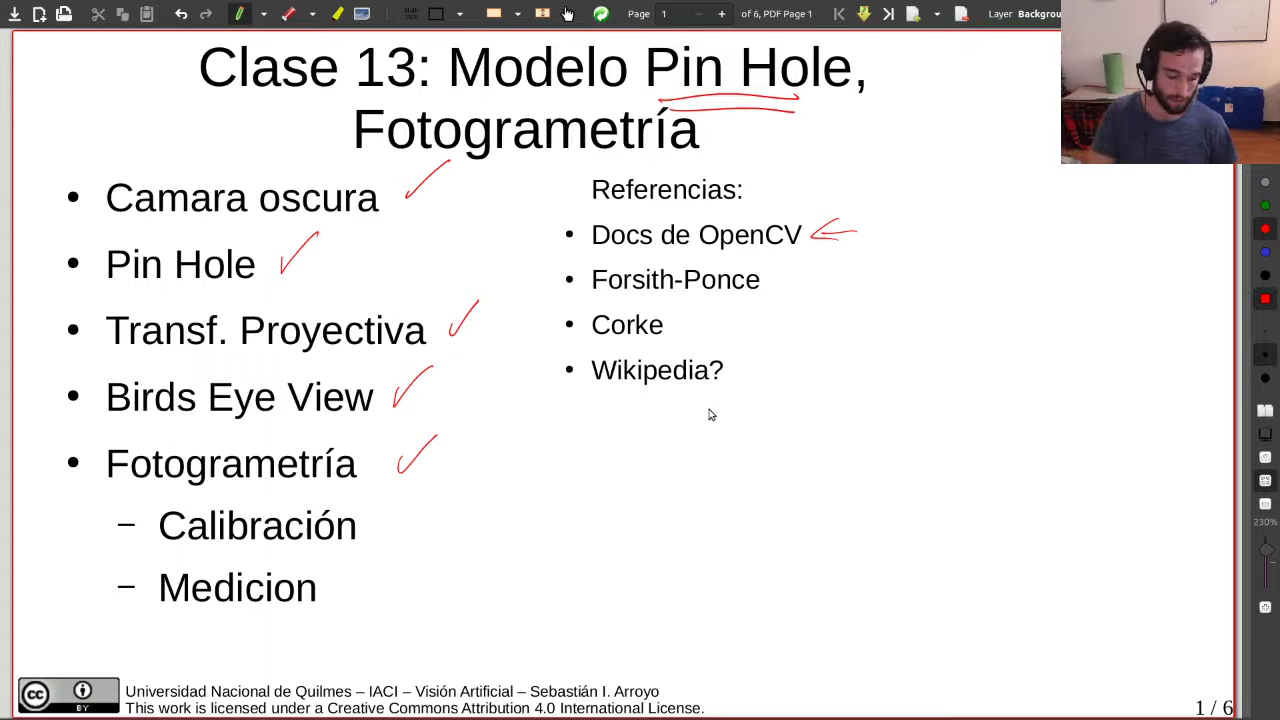 Page
1
of 6, PDF Page 1
Layer
Backgrou
Clase 13: Modelo Pin Hole,
Fotogrametría
• Camara oscura
• Pin Hole
• Transf. Proyectiva
• Birds Eye View
• Fotogrametría
– Calibración
– Medicion
Referencias:
• Docs de OpenCV
• Forsith-Ponce
• Corke
• Wikipedia?
230%
cc
BY
Universidad Nacional de Quilmes – IACI – Visión Artificial – Sebastián I. Arroyo
This work is licensed under a Creative Commons Attribution 4.0 International License.
1 / 6